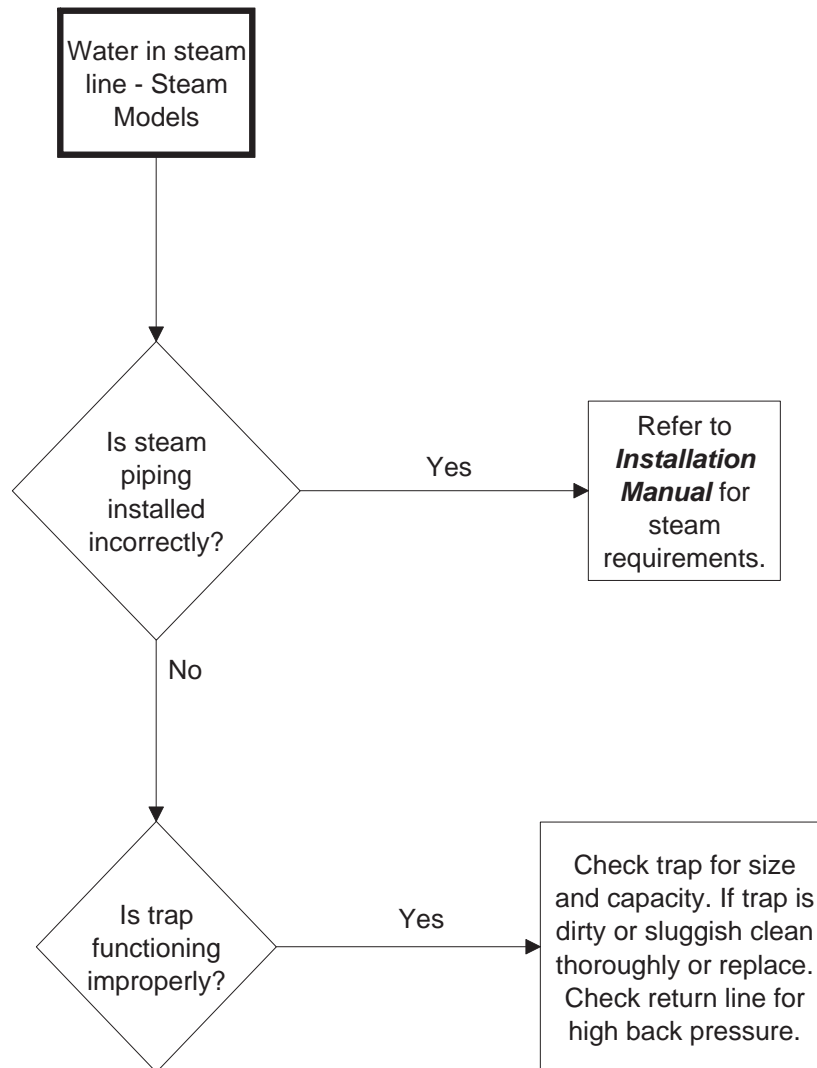 Water in steam
line - Steam
Models
Is steam
piping
installed
incorrectly?
Yes
Refer to
Installation
Manual for
steam
requirements.
No
Is trap
functioning
improperly?
Yes
Check trap for size
and capacity. If trap is
dirty or sluggish clean
thoroughly or replace.
Check return line for
high back pressure.